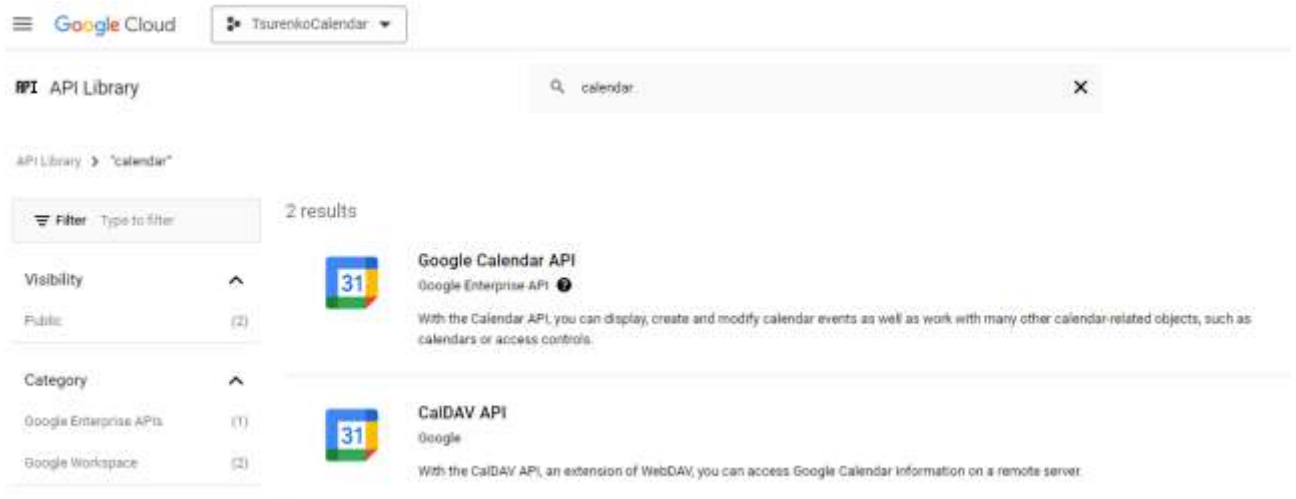 Google Cloud
TsurenkoCalendar
API API Library
calendar
API Library > "calendar"
Filter Type to filter
2 results
Visibility
Public (2)
Category
Google Enterprise APIs (1)
Google Workspace (2)
31
Google Calendar API
Google Enterprise API
With the Calendar API, you can display, create and modify calendar events as well as work with many other calendar-related objects, such as
calendars or access controls.
31
CalDAV API
Google
With the CalDAV API, an extension of WebDAV, you can access Google Calendar information on a remote server.